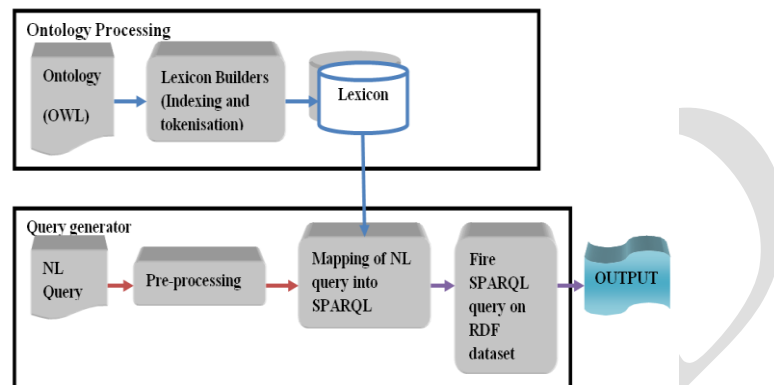 Ontology Processing
Ontology
(OWL)
Lexicon Builders
(Indexing and
tokenisation)
Lexicon
Query generator
NL
Query
Pre-processing
Mapping of NL
query into
SPARQL
Fire
SPARQL
query on
RDF
dataset
OUTPUT